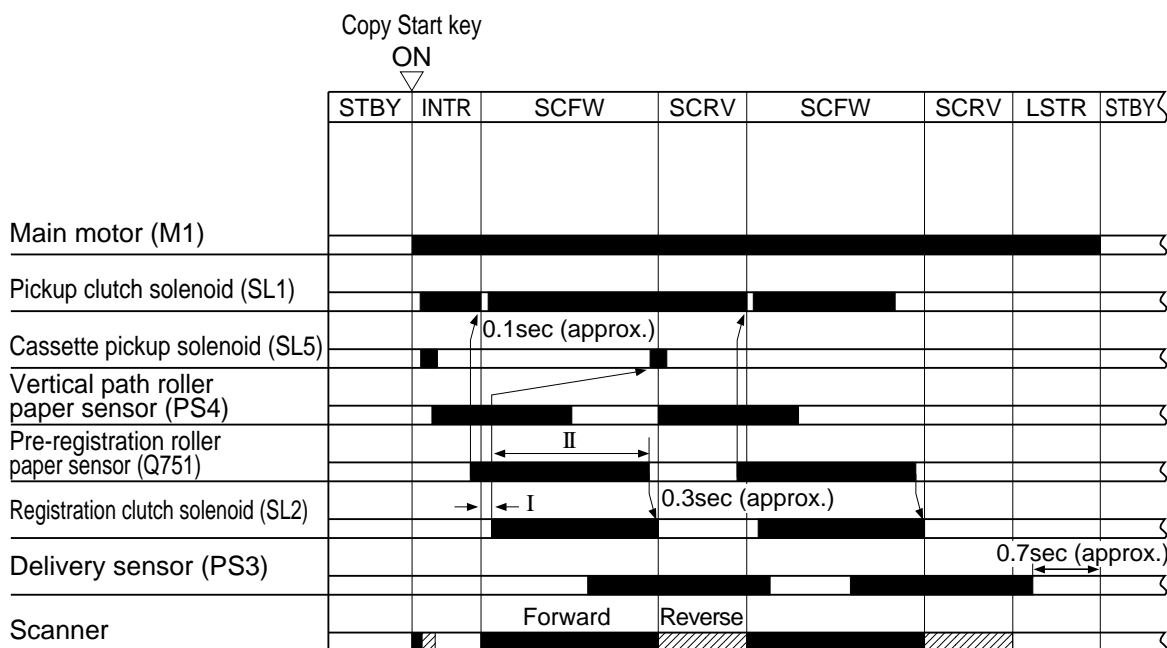 Copy Start key
ON
STBY INTR SCFW SCRV SCFW SCRV LSTR STBY
Main motor (M1)
Pickup clutch solenoid (SL1)
0.1sec (approx.)
Cassette pickup solenoid (SL5)
Vertical path roller
paper sensor (PS4)
Pre-registration roller
paper sensor (Q751)
II
Registration clutch solenoid (SL2)
I
0.3sec (approx.)
Delivery sensor (PS3)
0.7sec (approx.)
Scanner
Forward Reverse